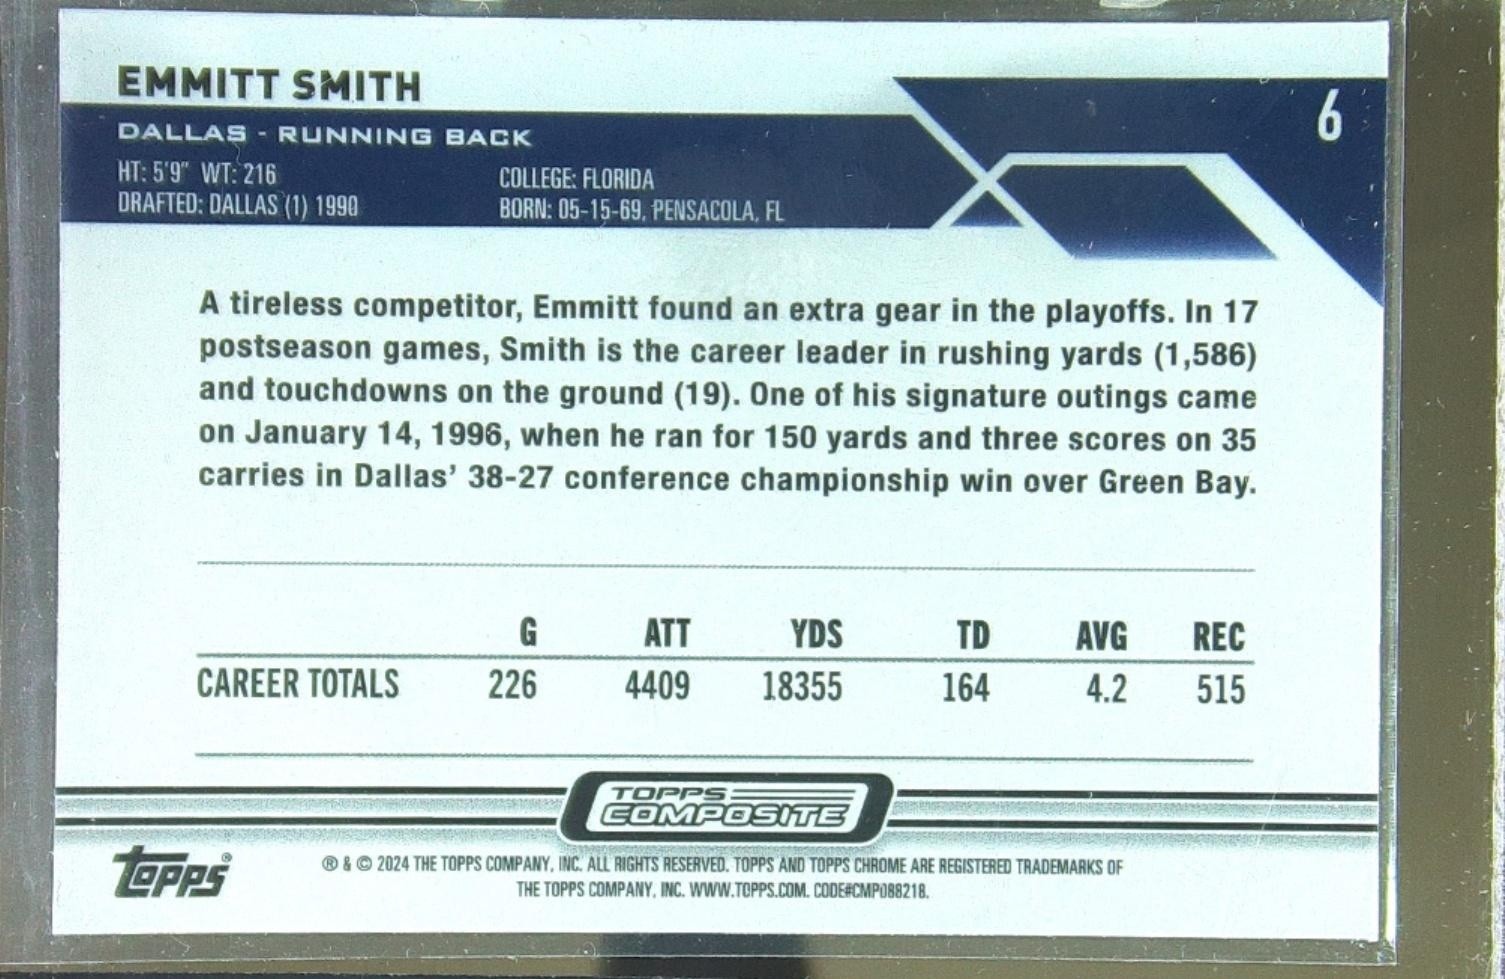 EMMITT SMITH
6
DALLAS - RUNNING BACK
HT: 5'9" WT: 216
COLLEGE: FLORIDA
DRAFTED: DALLAS (1) 1990
BORN: 05-15-69, PENSACOLA, FL
A tireless competitor, Emmitt found an extra gear in the playoffs. In 17
postseason games, Smith is the career leader in rushing yards (1,586)
and touchdowns on the ground (19). One of his signature outings came
on January 14, 1996, when he ran for 150 yards and three scores on 35
carries in Dallas' 38-27 conference championship win over Green Bay.
G ATT YDS TD AVG REC
CAREER TOTALS 226 4409 18355 164 4.2 515
TOPPS
COMPOSITE
topps®
® & © 2024 THE TOPPS COMPANY, INC. ALL RIGHTS RESERVED. TOPPS AND TOPPS CHROME ARE REGISTERED TRADEMARKS OF
THE TOPPS COMPANY, INC. WWW.TOPPS.COM. CODE#CMP088218.